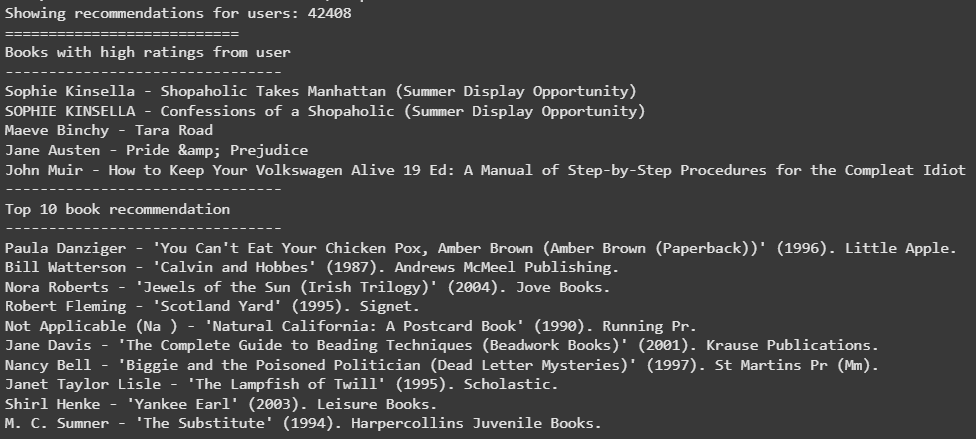 Showing recommendations for users: 42408
===========================
Books with high ratings from user
--------------------------------
Sophie Kinsella - Shopaholic Takes Manhattan (Summer Display Opportunity)
SOPHIE KINSELLA - Confessions of a Shopaholic (Summer Display Opportunity)
Maeve Binchy - Tara Road
Jane Austen - Pride &amp; Prejudice
John Muir - How to Keep Your Volkswagen Alive 19 Ed: A Manual of Step-by-Step Procedures for the Compleat Idiot
--------------------------------
Top 10 book recommendation
--------------------------------
Paula Danziger - 'You Can't Eat Your Chicken Pox, Amber Brown (Amber Brown (Paperback))' (1996). Little Apple.
Bill Watterson - 'Calvin and Hobbes' (1987). Andrews McMeel Publishing.
Nora Roberts - 'Jewels of the Sun (Irish Trilogy)' (2004). Jove Books.
Robert Fleming - 'Scotland Yard' (1995). Signet.
Not Applicable (Na ) - 'Natural California: A Postcard Book' (1990). Running Pr.
Jane Davis - 'The Complete Guide to Beading Techniques (Beadwork Books)' (2001). Krause Publications.
Nancy Bell - 'Biggie and the Poisoned Politician (Dead Letter Mysteries)' (1997). St Martins Pr (Mm).
Janet Taylor Lisle - 'The Lampfish of Twill' (1995). Scholastic.
Shirl Henke - 'Yankee Earl' (2003). Leisure Books.
M. C. Sumner - 'The Substitute' (1994). Harpercollins Juvenile Books.